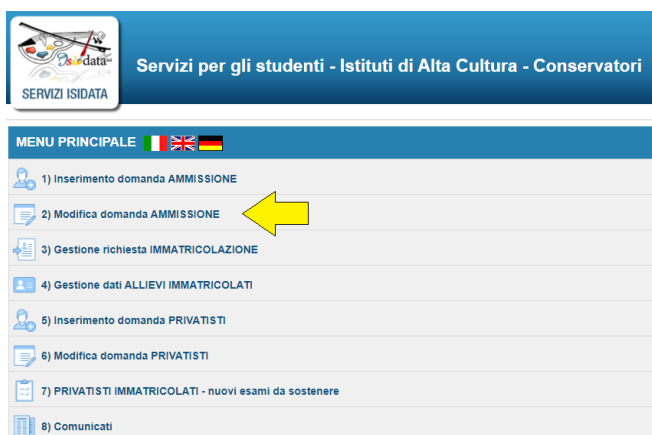 Isidata
SERVIZI ISIDATA
Servizi per gli studenti - Istituti di Alta Cultura - Conservatori
MENU PRINCIPALE
1) Inserimento domanda AMMISSIONE
2) Modifica domanda AMMISSIONE
3) Gestione richiesta IMMATRICOLAZIONE
4) Gestione dati ALLIEVI IMMATRICOLATI
5) Inserimento domanda PRIVATISTI
6) Modifica domanda PRIVATISTI
7) PRIVATISTI IMMATRICOLATI - nuovi esami da sostenere
8) Comunicati